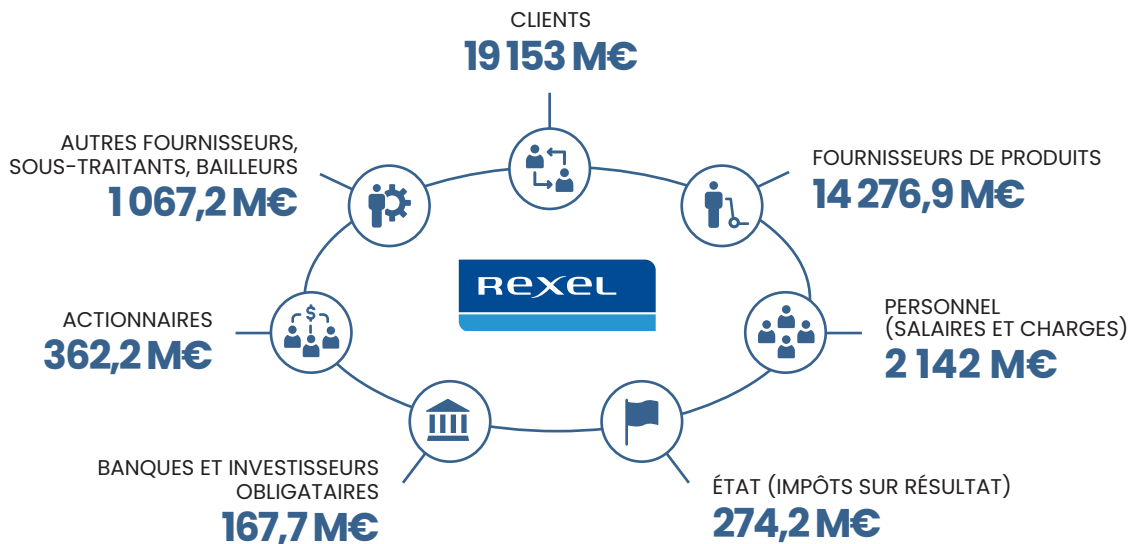 CLIENTS
19 153 M€
AUTRES FOURNISSEURS,
SOUS-TRAITANTS, BAILLEURS
1 067,2 M€
FOURNISSEURS DE PRODUITS
14 276,9 M€
REXEL
ACTIONNAIRES
362,2 M€
PERSONNEL
(SALAIRES ET CHARGES)
2 142 M€
BANQUES ET INVESTISSEURS
OBLIGATAIRES
167,7 M€
ÉTAT (IMPÔTS SUR RÉSULTAT)
274,2 M€
$